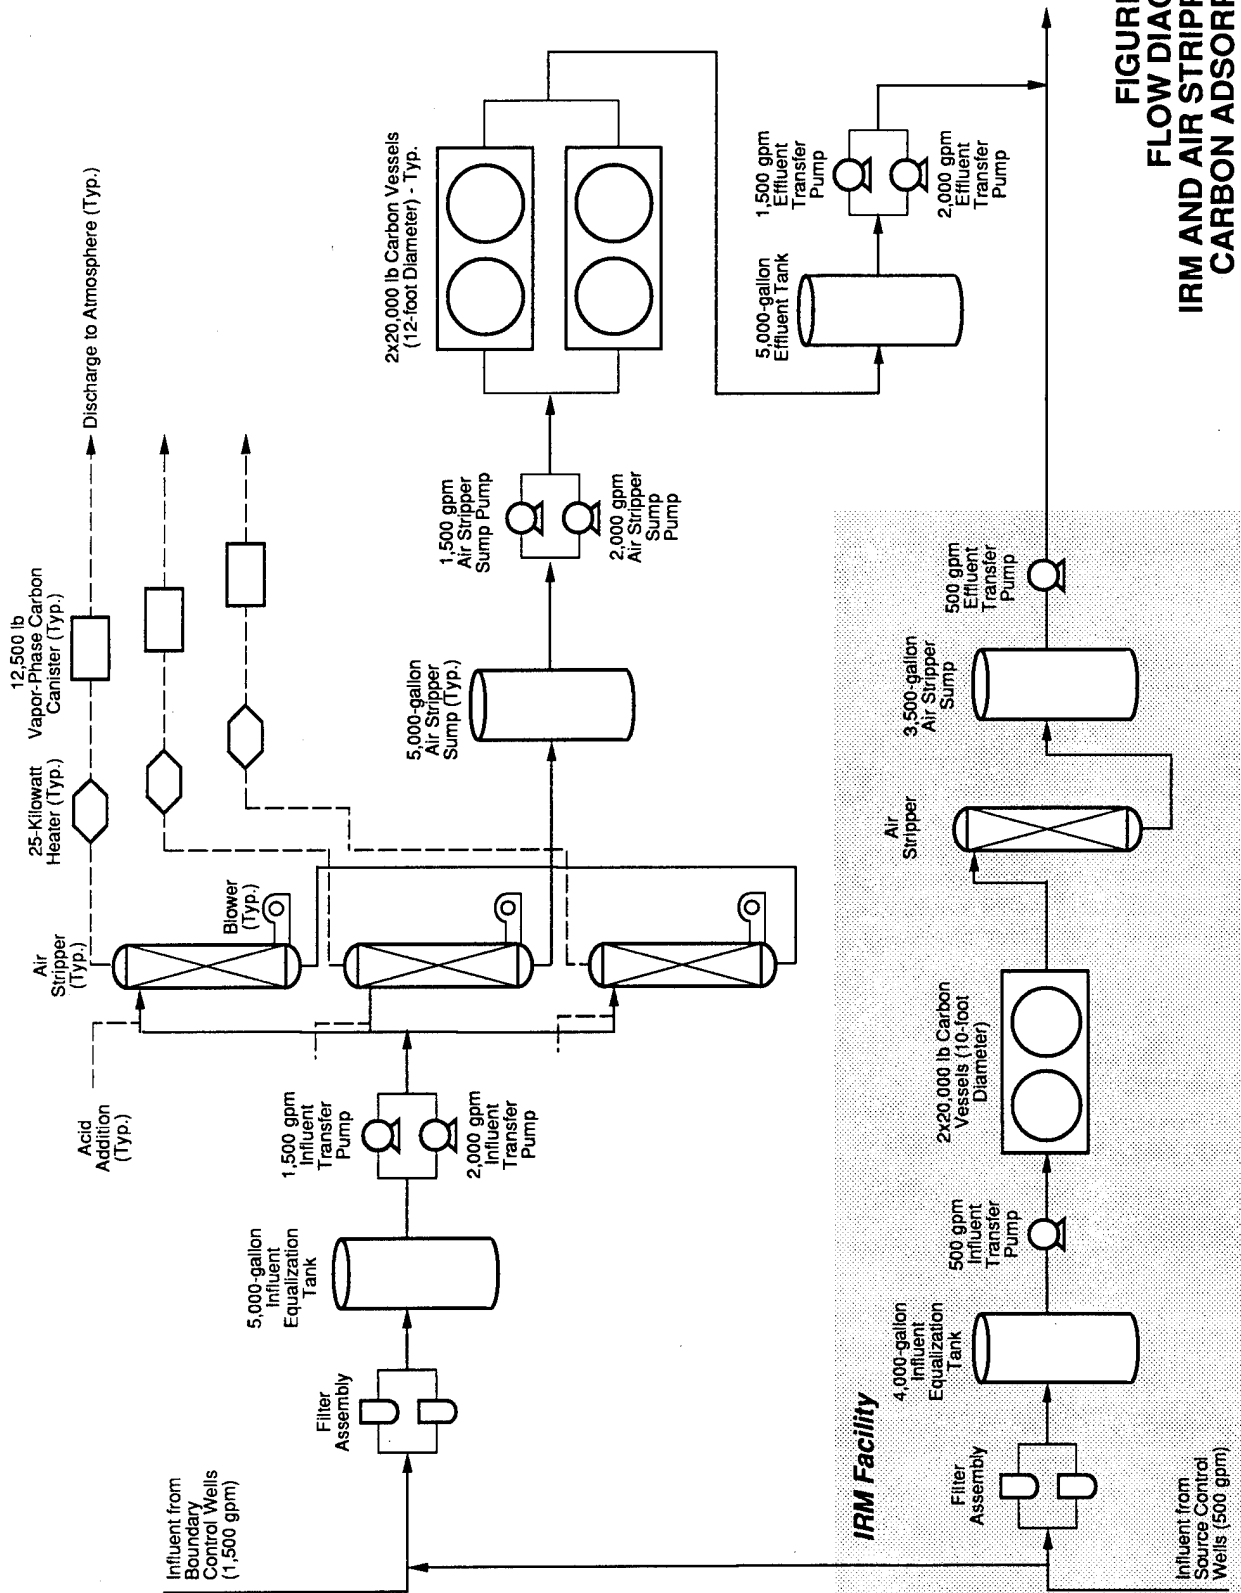 Influent from
Boundary
Control Wells
(1,500 gpm)
Filter
Assembly
5,000-gallon
Influent
Equalization
Tank
1,500 gpm
Influent
Transfer
Pump
2,000 gpm
Influent
Transfer
Pump
Acid
Addition
(Typ.)
Air
Stripper
(Typ.)
Blower
(Typ.)
25-Kilowatt
Heater (Typ.)
12,500 lb
Vapor-Phase Carbon
Canister (Typ.)
Discharge to Atmosphere (Typ.)
5,000-gallon
Air Stripper
Sump (Typ.)
1,500 gpm
Air Stripper
Sump Pump
2,000 gpm
Air Stripper
Sump
Pump
2x20,000 lb Carbon Vessels
(12-foot Diameter) - Typ.
5,000-gallon
Effluent Tank
1,500 gpm
Effluent
Transfer
Pump
2,000 gpm
Effluent
Transfer
Pump
IRM Facility
Influent from
Source Control
Wells (500 gpm)
Filter
Assembly
4,000-gallon
Influent
Equalization
Tank
500 gpm
Influent
Transfer
Pump
2x20,000 lb Carbon
Vessels (10-foot
Diameter)
Air
Stripper
3,500-gallon
Air Stripper
Sump
500 gpm
Effluent
Transfer
Pump
FIGURE
FLOW
IRM AND AIR
CARBON